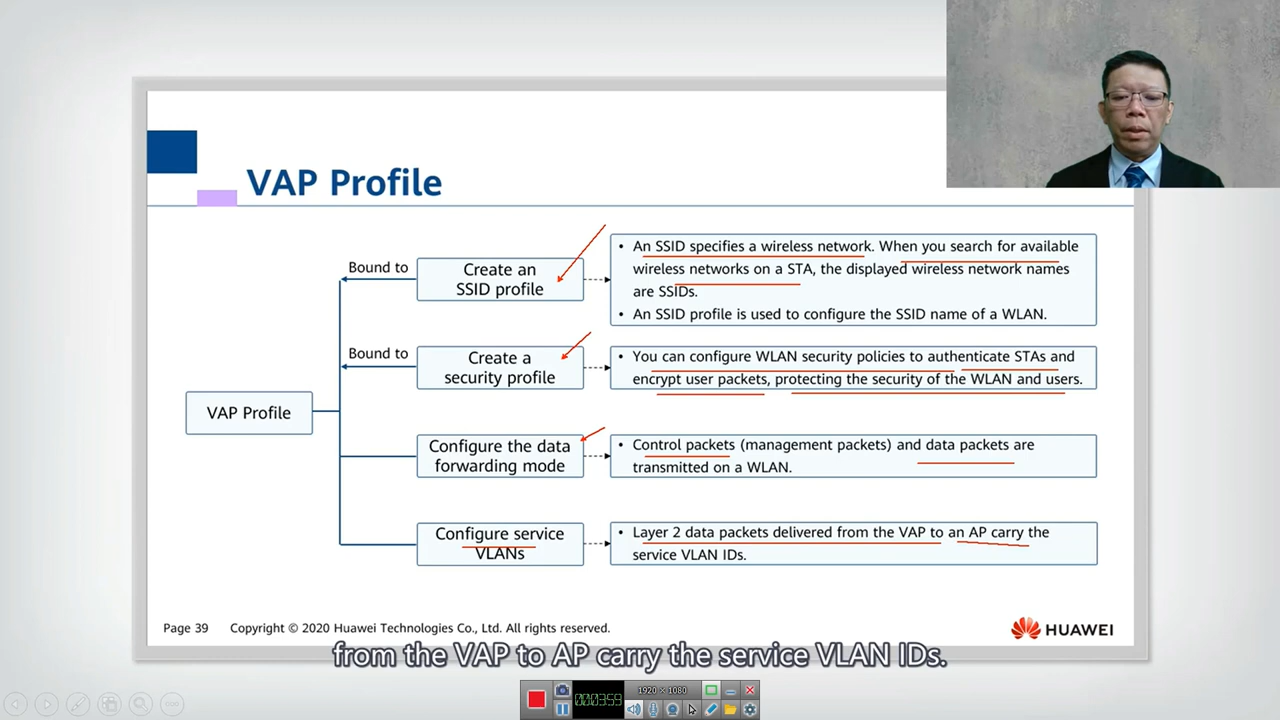 VAP Profile
Bound to
Create an
SSID profile
• An SSID specifies a wireless network. When you search for available
wireless networks on a STA, the displayed wireless network names
are SSIDs.
• An SSID profile is used to configure the SSID name of a WLAN.
Bound to
Create a
security profile
• You can configure WLAN security policies to authenticate STAs and
encrypt user packets, protecting the security of the WLAN and users.
VAP Profile
Configure the data
forwarding mode
• Control packets (management packets) and data packets are
transmitted on a WLAN.
Configure service
VLANs
• Layer 2 data packets delivered from the VAP to an AP carry the
service VLAN IDs.
Page 39
Copyright © 2020 Huawei Technologies Co., Ltd. All rights reserved.
HUAWEI
from the VAP to AP carry the service VLAN IDs.
1920 × 1080